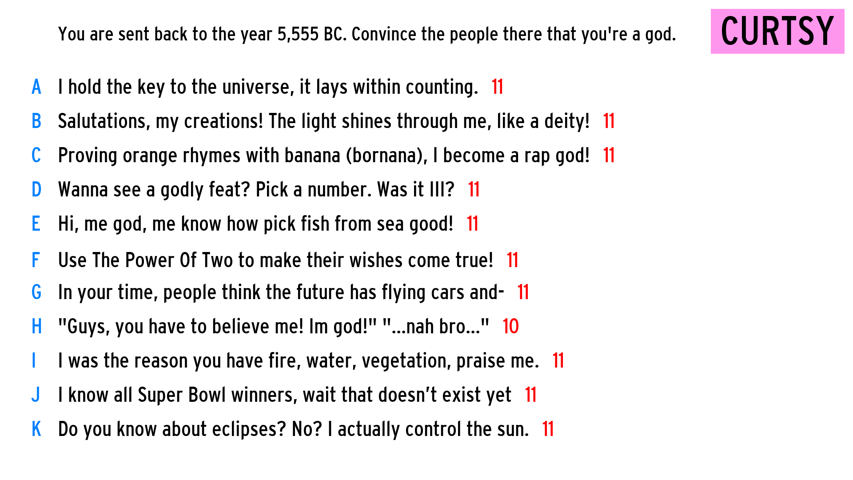 You are sent back to the year 5,555 BC. Convince the people there that you're a god.
CURTSY
A I hold the key to the universe, it lays within counting. 11
B Salutations, my creations! The light shines through me, like a deity! 11
C Proving orange rhymes with banana (bornana), I become a rap god! 11
D Wanna see a godly feat? Pick a number. Was it III? 11
E Hi, me god, me know how pick fish from sea good! 11
F Use The Power Of Two to make their wishes come true! 11
G In your time, people think the future has flying cars and- 11
H "Guys, you have to believe me! Im god!" "...nah bro..." 10
I I was the reason you have fire, water, vegetation, praise me. 11
J I know all Super Bowl winners, wait that doesn’t exist yet 11
K Do you know about eclipses? No? I actually control the sun. 11